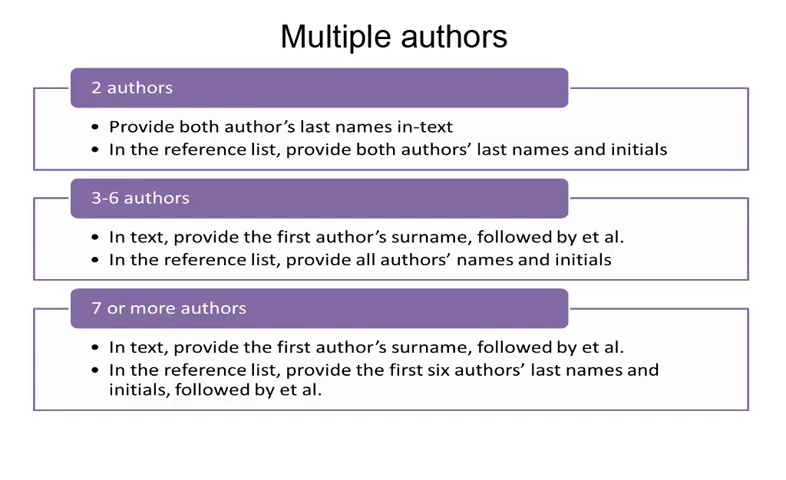 Multiple authors
2 authors
• Provide both author’s last names in-text
• In the reference list, provide both authors’ last names and initials
3-6 authors
• In text, provide the first author’s surname, followed by et al.
• In the reference list, provide all authors’ names and initials
7 or more authors
• In text, provide the first author’s surname, followed by et al.
• In the reference list, provide the first six authors’ last names and
initials, followed by et al.